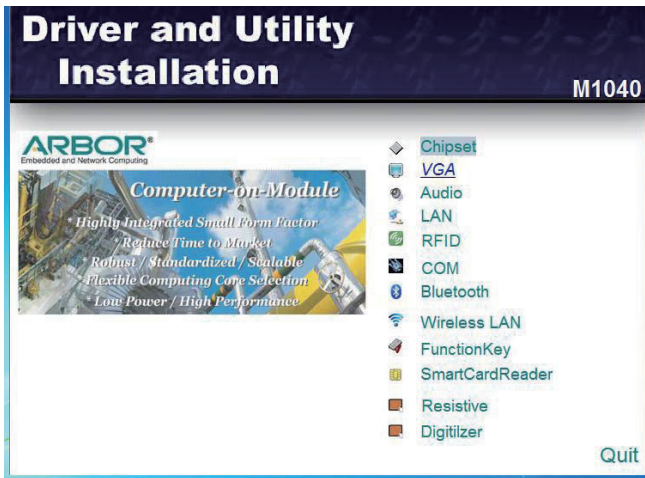 Driver and Utility
Installation
M1040
ARBOR®
Embedded and Network Computing
Computer-on-Module
* Highly Integrated Small Form Factor
* Reduce Time to Market
* Robust / Standardized / Scalable
* Flexible Computing Core Selection
* Low Power / High Performance
Chipset
VGA
Audio
LAN
RFID
COM
Bluetooth
Wireless LAN
FunctionKey
SmartCardReader
Resistive
Digitilzer
Quit